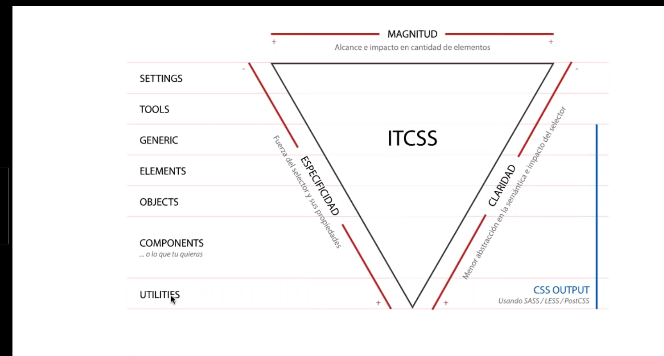 MAGNITUD
+ +
Alcance e impacto en cantidad de elementos
- -
SETTINGS
TOOLS
GENERIC
ELEMENTS
OBJECTS
COMPONENTS
... o la que tu quieras
UTILITIES
ITCSS
ESPECIFICIDAD
Fuerza del selector y sus propiedades
CLARIDAD
Menor abstracción en la semántica e impacto del selector
+ +
CSS OUTPUT
Usando SASS / LESS / PostCSS